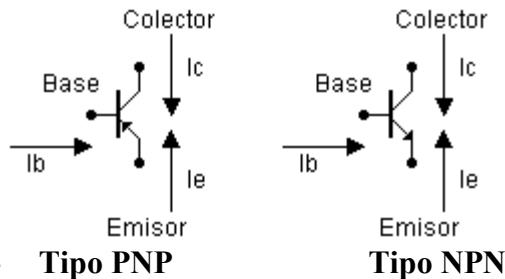 Colector Colector
Ic Ic
Base Base
Ib Ib
Ie Ie
Emisor Emisor
Tipo PNP Tipo NPN